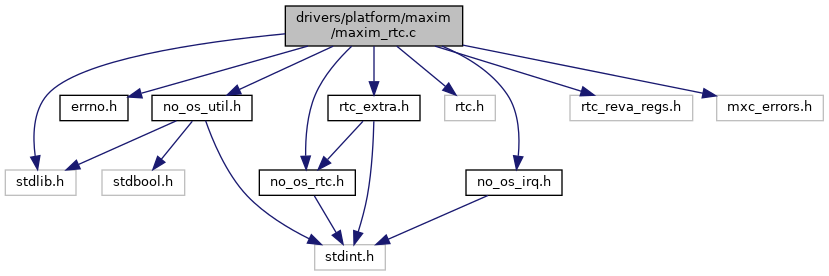 drivers/platform/maxim
/maxim_rtc.c
errno.h
no_os_util.h
rtc_extra.h
rtc.h
rtc_reva_regs.h
mxc_errors.h
stdlib.h
stdbool.h
no_os_rtc.h
no_os_irq.h
stdint.h